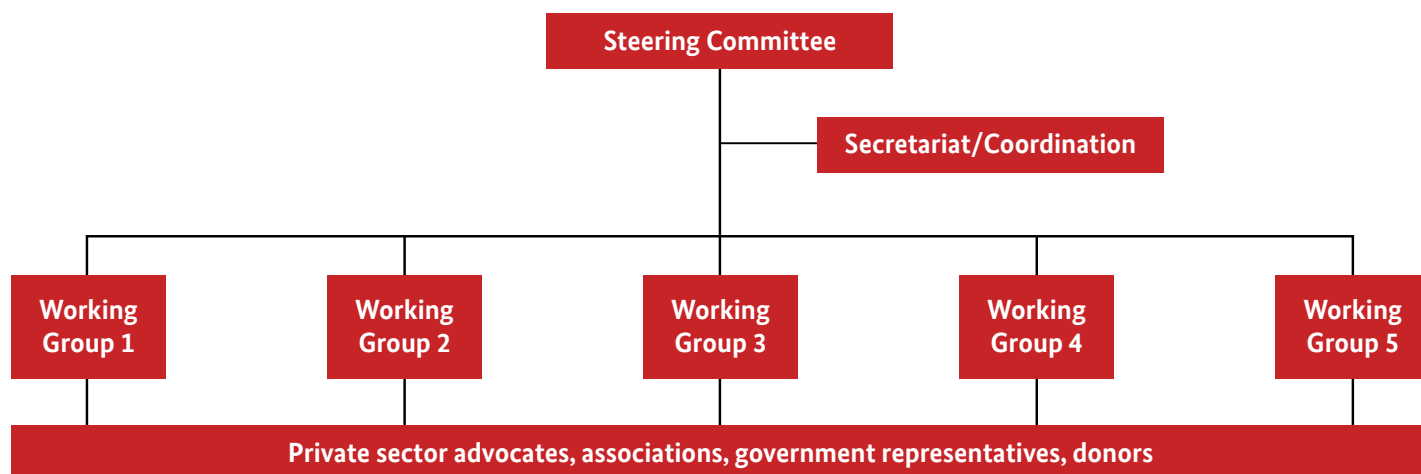 Steering Committee
Secretariat/Coordination
Working
Group 1
Working
Group 2
Working
Group 3
Working
Group 4
Working
Group 5
Private sector advocates, associations, government representatives, donors